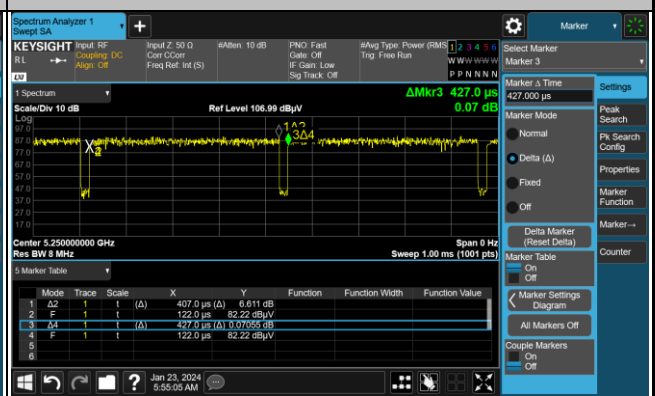 Spectrum Analyzer 1
Swept SA
+
Marker
KEYSIGHT
RL
LXI
Input: RF
Coupling: DC
Align: Off
Input Z: 50 Ω
Corr CCorr
Freq Ref: Int (S)
#Atten: 10 dB
PNO: Fast
Gate: Off
IF Gain: Low
Sig Track: Off
#Avg Type: Power (RMS)
Trig: Free Run
1 2 3 4 5 6
W W W W W W
P P N N N N
Select Marker
Marker 3
1 Spectrum
ΔMkr3 427.0 µs
0.07 dB
Scale/Div 10 dB
Ref Level 106.99 dBµV
Log
97.0
87.0
77.0
67.0
57.0
47.0
37.0
27.0
17.0
X
2
1Δ2
3Δ4
Center 5.250000000 GHz
Res BW 8 MHz
Span 0 Hz
Sweep 1.00 ms (1001 pts)
5 Marker Table
Mode Trace Scale X Y Function Function Width Function Value
1 Δ2 1 t (Δ) 407.0 µs (Δ) 6.611 dB
2 F 1 t 122.0 µs 82.22 dBµV
3 Δ4 1 t (Δ) 427.0 µs (Δ) 0.07055 dB
4 F 1 t 122.0 µs 82.22 dBµV
5
6
Marker Δ Time
427.000 µs
Marker Mode
Normal
Delta (Δ)
Fixed
Off
Delta Marker
(Reset Delta)
Marker Table
On
Off
Marker Settings
Diagram
All Markers Off
Couple Markers
On
Off
Settings
Peak
Search
Pk Search
Config
Properties
Marker
Function
Marker→
Counter
?
Jan 23, 2024
5:55:05 AM